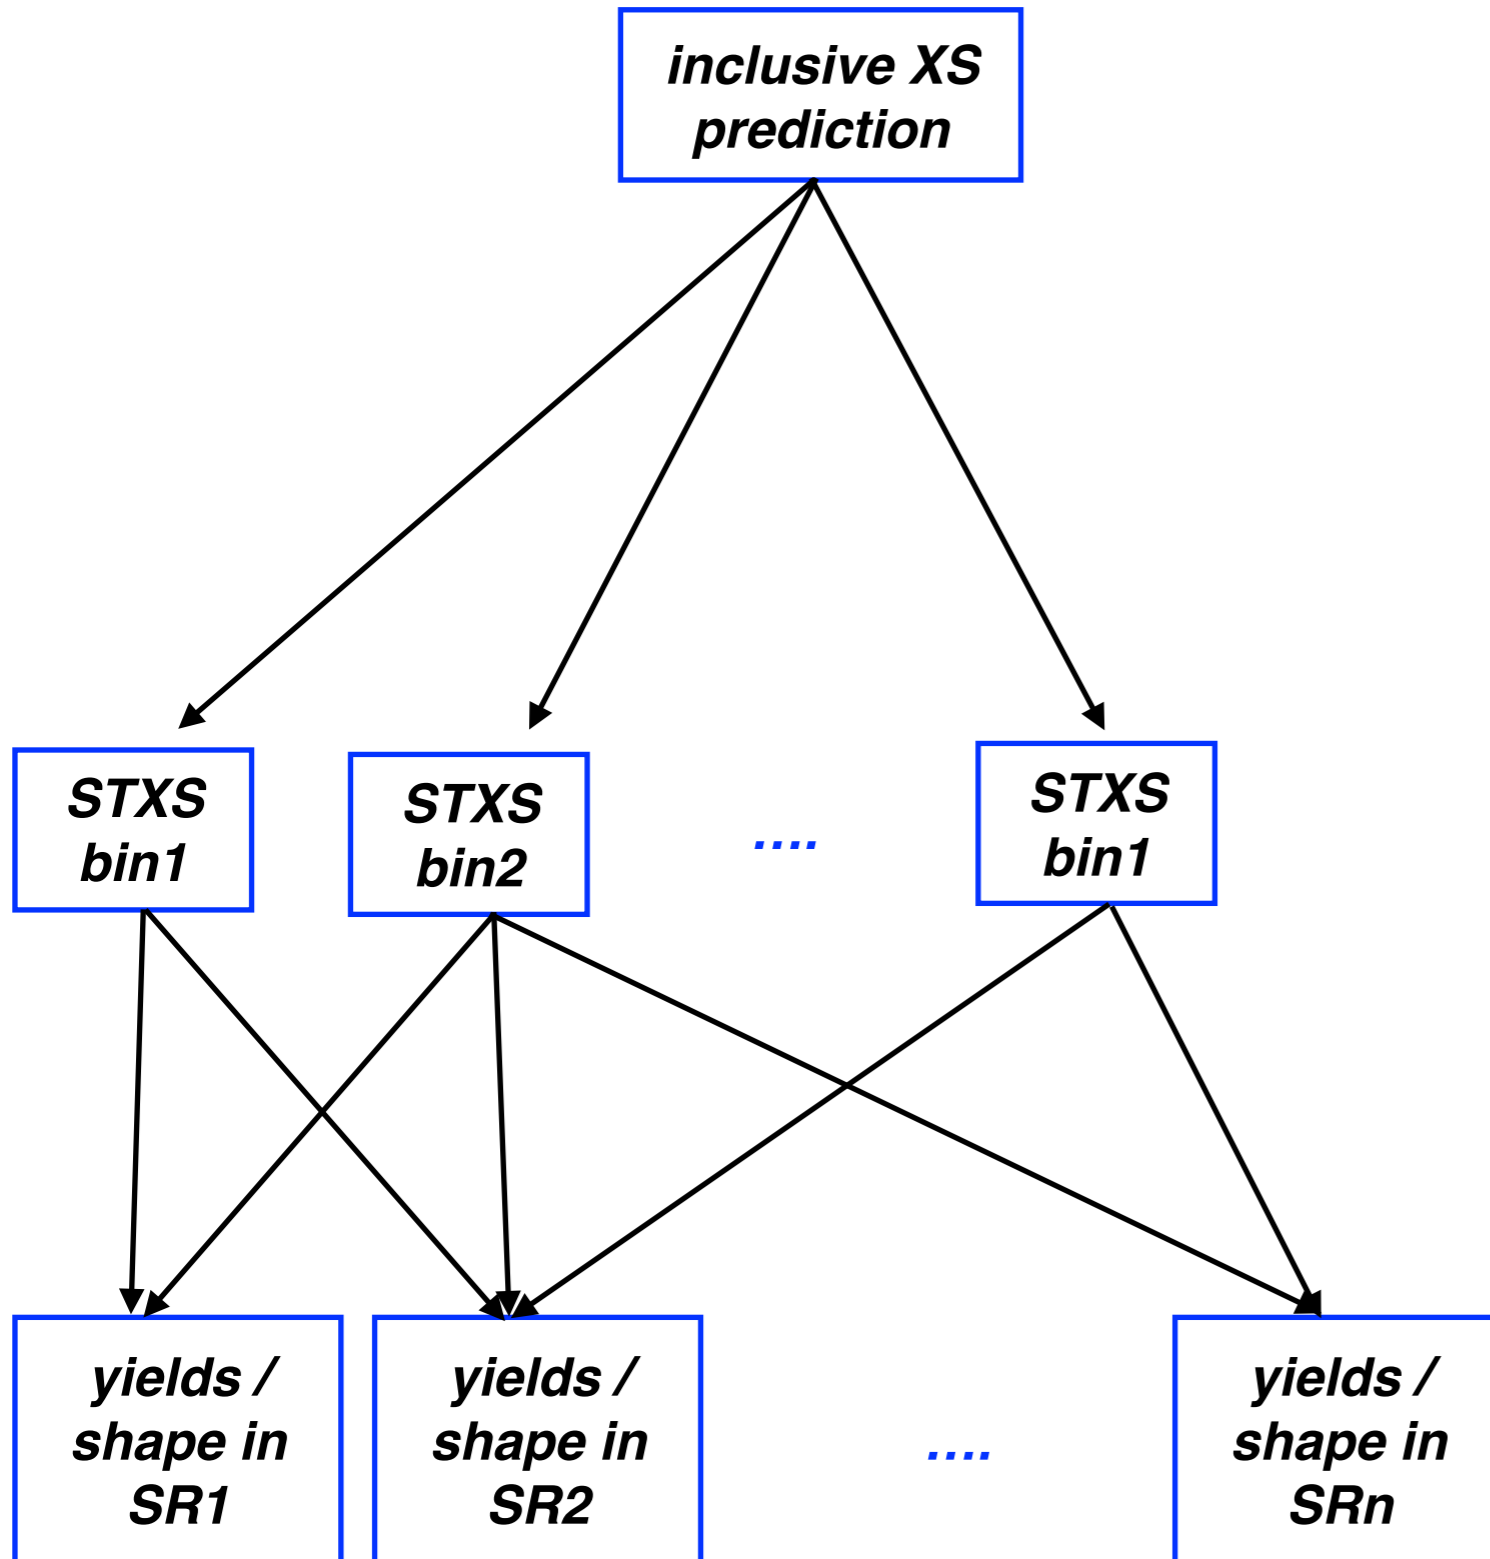 inclusive XS
prediction
STXS
bin1
STXS
bin2
....
STXS
bin1
yields /
shape in
SR1
yields /
shape in
SR2
....
yields /
shape in
SRn